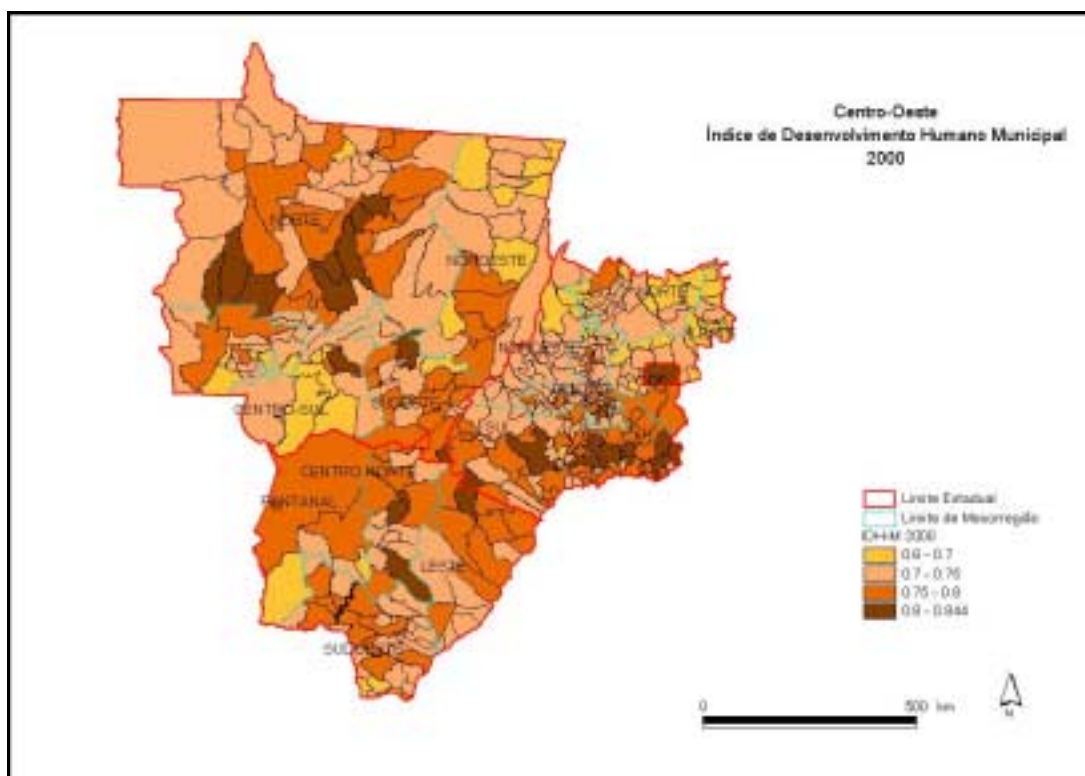 Centro-Oeste
Índice de Desenvolvimento Humano Municipal
2000
NORTE
NORDESTE
NORTE
CENTRO-SUL
SUDESTE
SUL
CENTRO NORTE
PANTANAL
LESTE
SUDOESTE
Limite Estadual
Limite de Mesorregião
IDH-M 2000
0.6 - 0.7
0.7 - 0.75
0.75 - 0.8
0.8 - 0.844
0 500 km
N